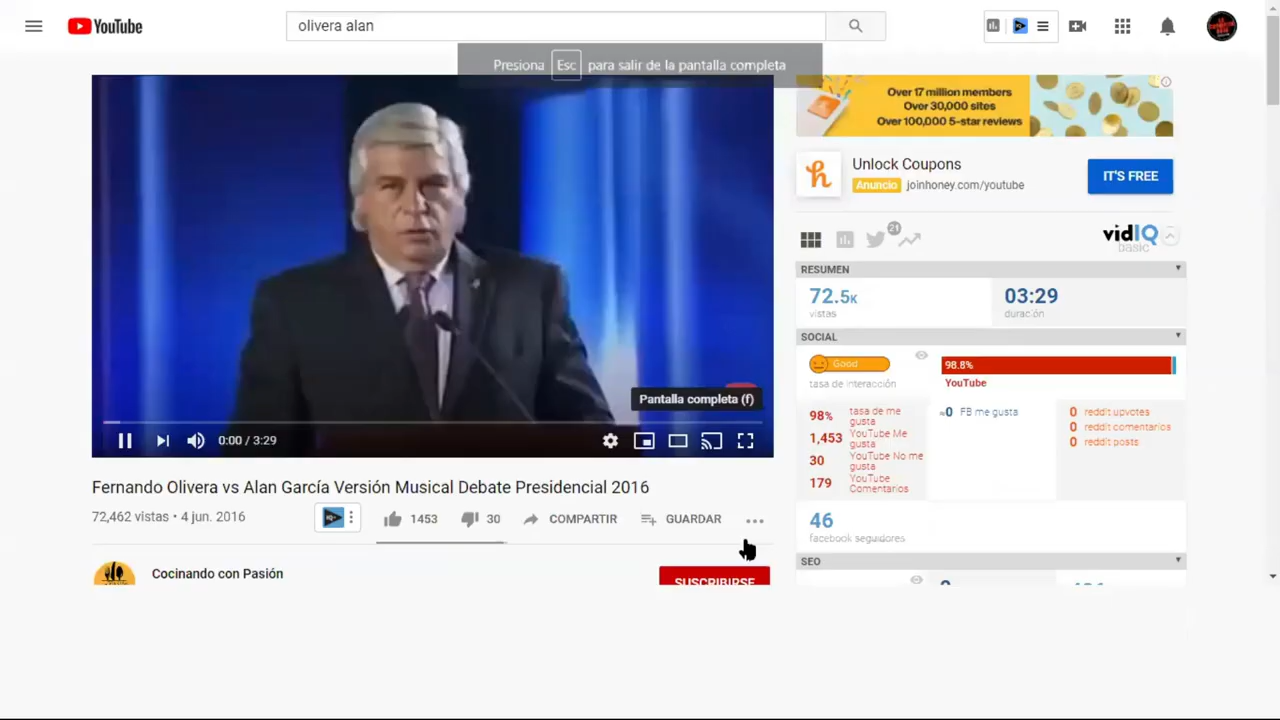 YouTube
olivera alan
Presiona Esc para salir de la pantalla completa
Over 17 million members
Over 30,000 sites
Over 100,000 5-star reviews
Unlock Coupons
Anuncio joinhoney.com/youtube
IT'S FREE
21
vidIQ
basic
RESUMEN
72.5K
vistas
03:29
duración
SOCIAL
Good
tasa de interacción
98.8%
YouTube
98% tasa de me gusta
1,453 YouTube Me gusta
30 YouTube No me gusta
179 YouTube Comentarios
≈0 FB me gusta
0 reddit upvotes
0 reddit comentarios
0 reddit posts
46
facebook seguidores
SEO
Pantalla completa (f)
0:00 / 3:29
Fernando Olivera vs Alan García Versión Musical Debate Presidencial 2016
72,462 vistas • 4 jun. 2016
1453
30
COMPARTIR
GUARDAR
Cocinando con Pasión
SUSCRIBIRSE